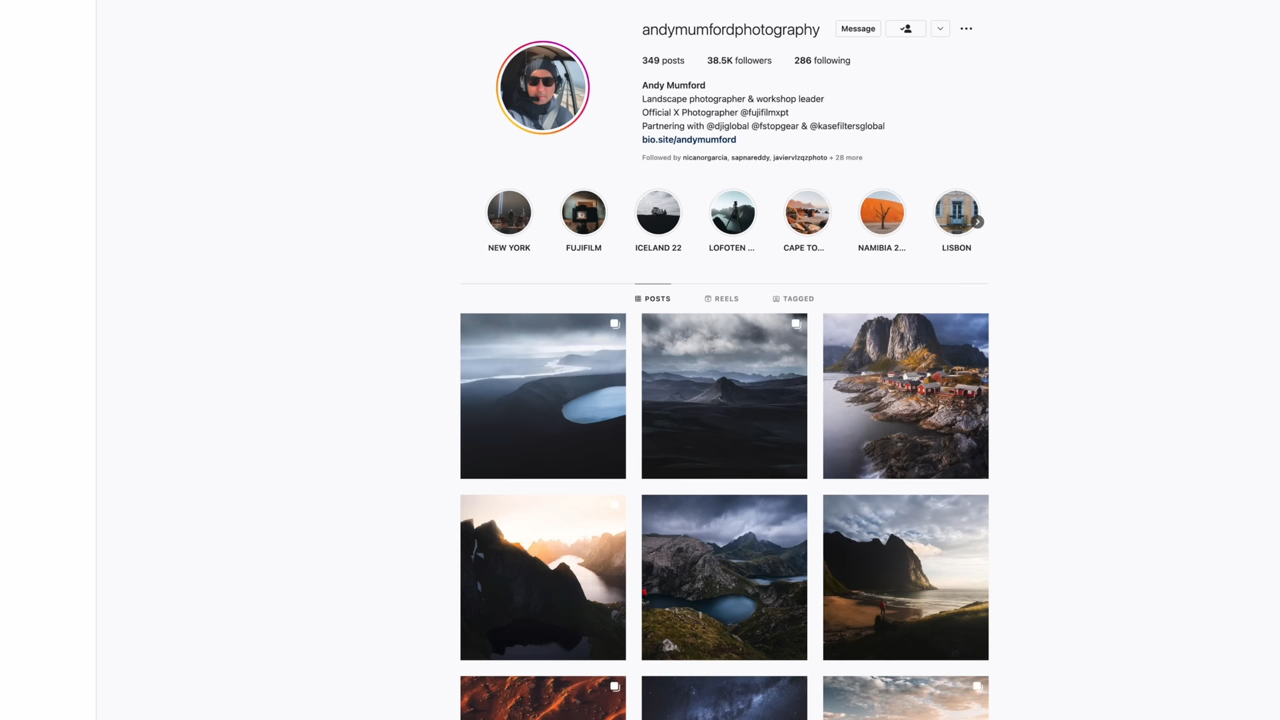 andymumfordphotography Message
349 posts 38.5K followers 286 following
Andy Mumford
Landscape photographer & workshop leader
Official X Photographer @fujifilmxpt
Partnering with @djiglobal @fstopgear & @kasefiltersglobal
bio.site/andymumford
Followed by nicanorgarcia, sapnareddy, javiervlzqzphoto + 28 more
NEW YORK FUJIFILM ICELAND 22 LOFOTEN ... CAPE TO... NAMIBIA 2... LISBON
POSTS REELS TAGGED